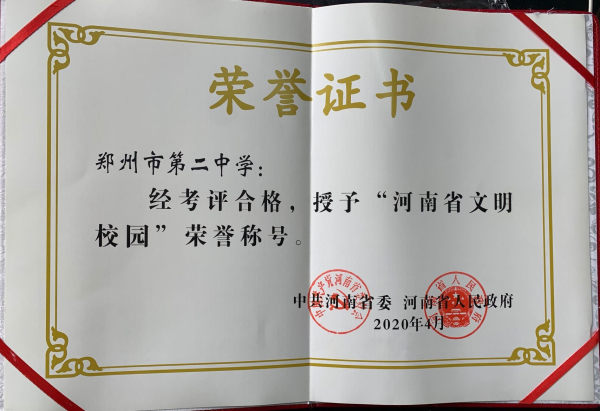 荣誉证书
郑州市第二中学：
经考评合格，授予“河南省文明
校园”荣誉称号。
中共河南省委 河南省人民政府
2020年4月